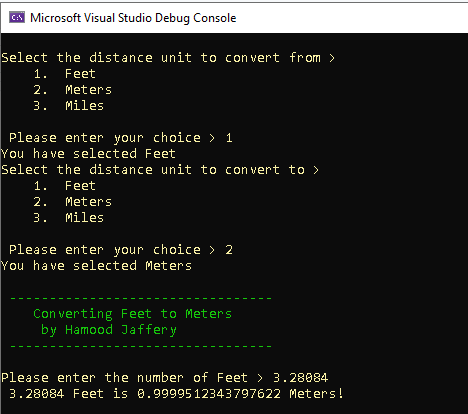 Microsoft Visual Studio Debug Console
Select the distance unit to convert from >
1. Feet
2. Meters
3. Miles
Please enter your choice > 1
You have selected Feet
Select the distance unit to convert to >
1. Feet
2. Meters
3. Miles
Please enter your choice > 2
You have selected Meters
---------------------------------
Converting Feet to Meters
by Hamood Jaffery
---------------------------------
Please enter the number of Feet > 3.28084
3.28084 Feet is 0.9999512343797622 Meters!